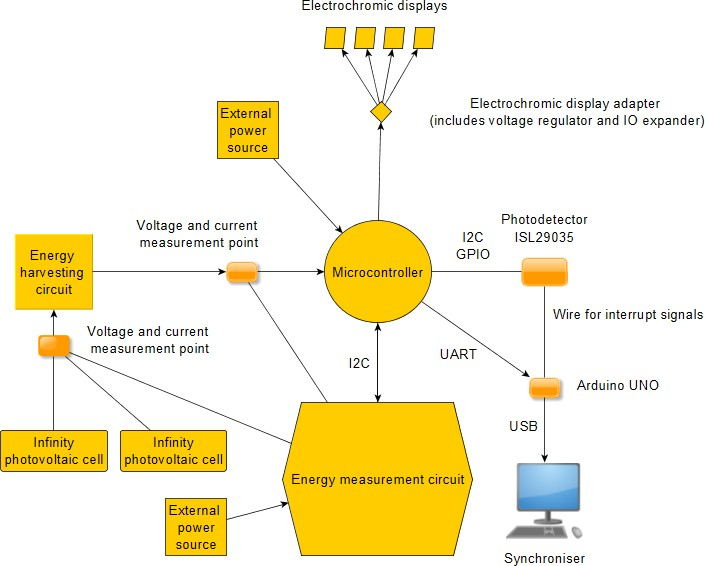 Electrochromic displays
External
power
source
Electrochromic display adapter
(includes voltage regulator and IO expander)
Voltage and current
measurement point
Energy
harvesting
circuit
Microcontroller
I2C
GPIO
Photodetector
ISL29035
Voltage and current
measurement point
Wire for interrupt signals
I2C
UART
Arduino UNO
Infinity
photovoltaic cell
Infinity
photovoltaic cell
USB
Energy measurement circuit
External
power
source
Synchroniser